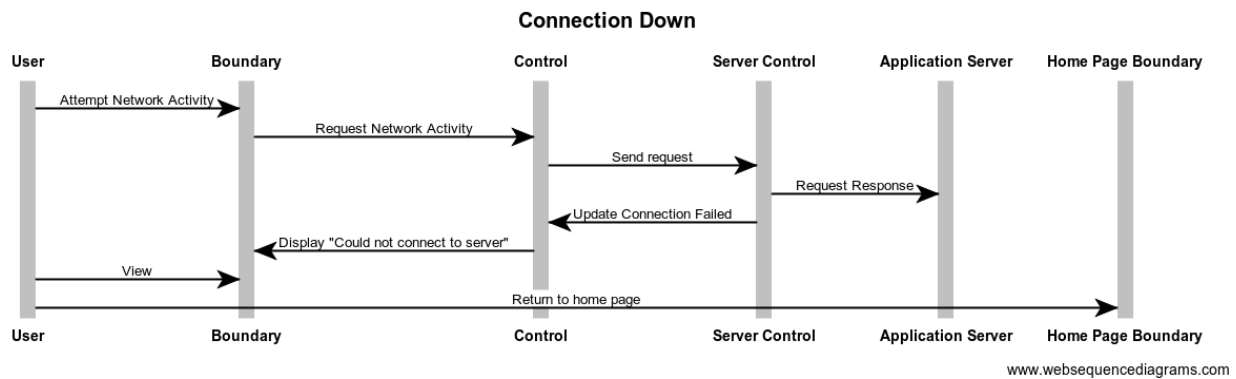 Connection Down
User Boundary Control Server Control Application Server Home Page Boundary
Attempt Network Activity
Request Network Activity
Send request
Request Response
Update Connection Failed
Display "Could not connect to server"
View
Return to home page
User Boundary Control Server Control Application Server Home Page Boundary
www.websequencediagrams.com